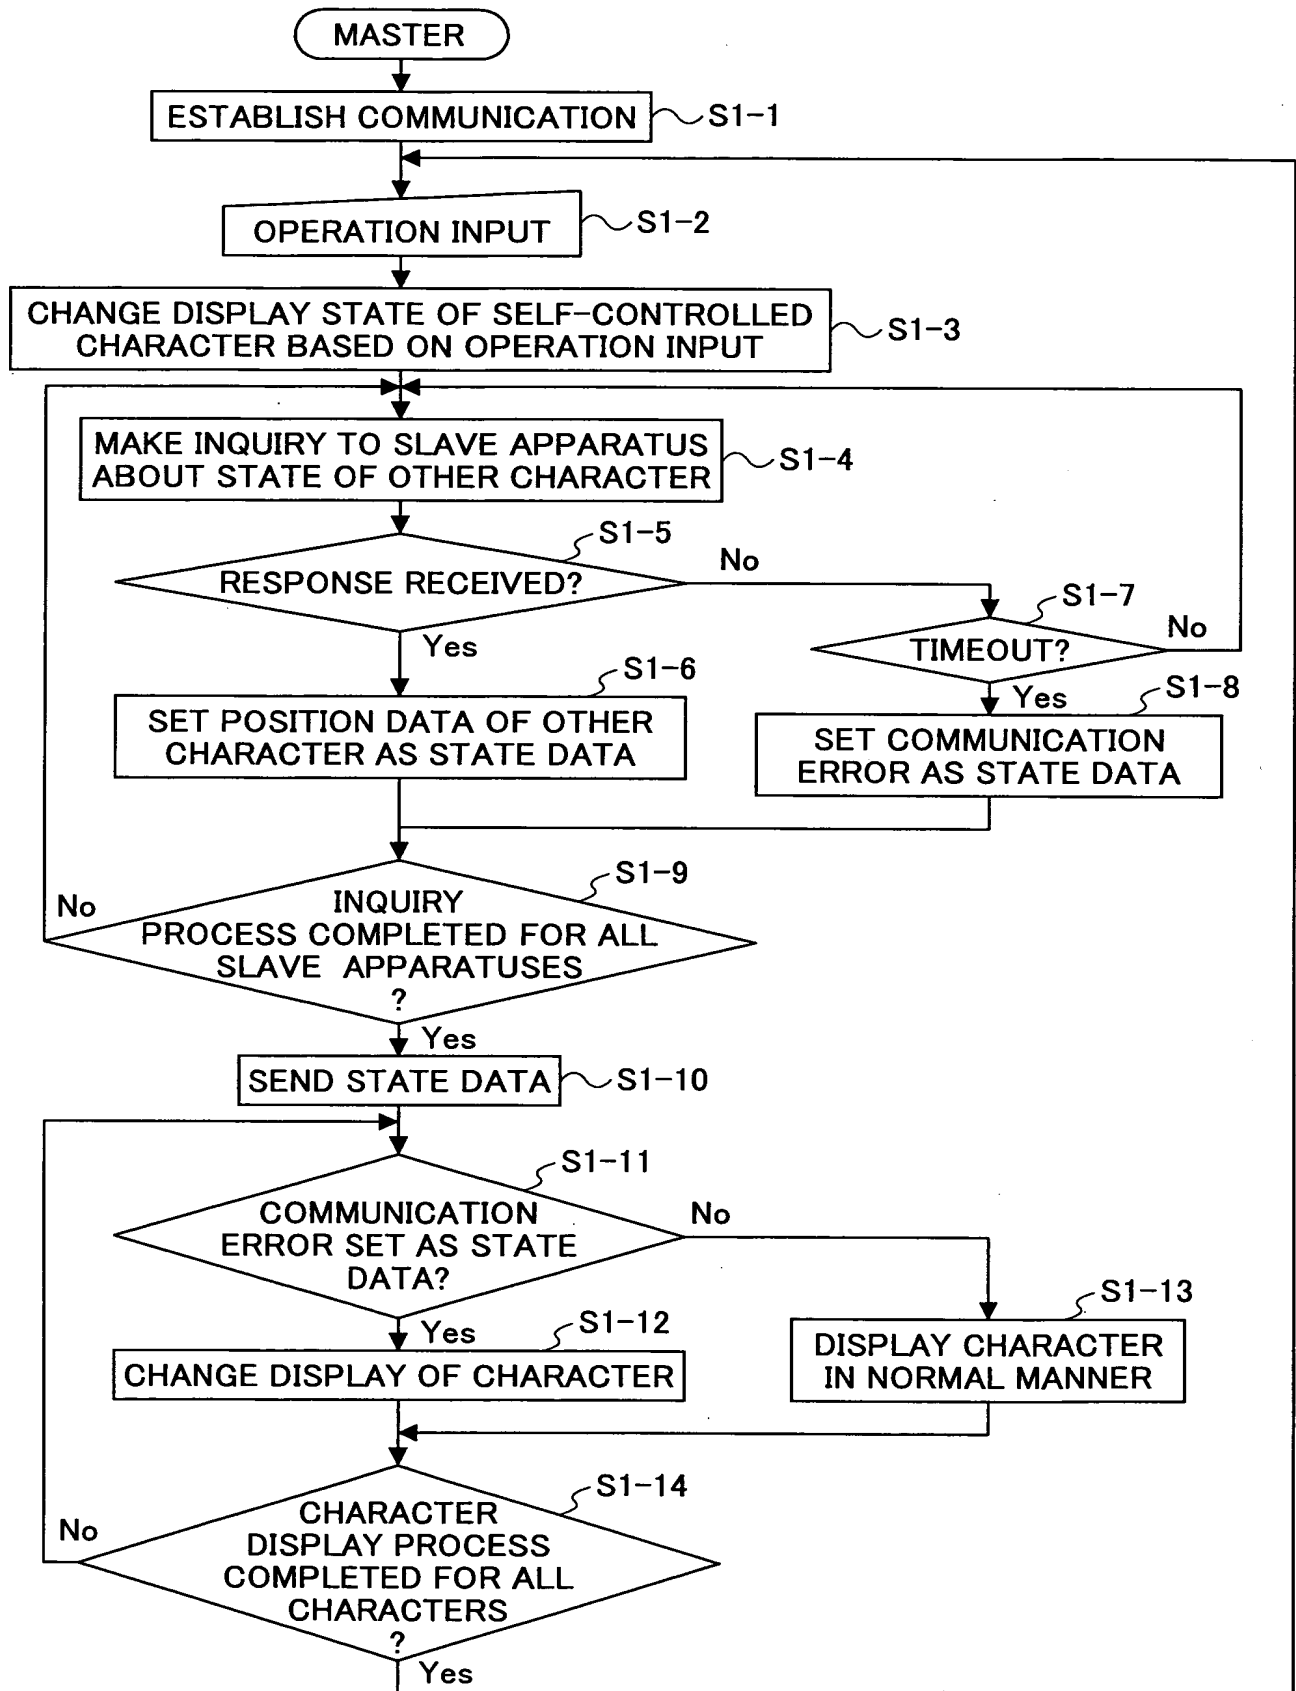 MASTER
ESTABLISH COMMUNICATION
S1-1
OPERATION INPUT
S1-2
CHANGE DISPLAY STATE OF SELF-CONTROLLED
CHARACTER BASED ON OPERATION INPUT
S1-3
MAKE INQUIRY TO SLAVE APPARATUS
ABOUT STATE OF OTHER CHARACTER
S1-4
S1-5
RESPONSE RECEIVED?
No
Yes
S1-7
TIMEOUT?
No
Yes
S1-6
SET POSITION DATA OF OTHER
CHARACTER AS STATE DATA
S1-8
SET COMMUNICATION
ERROR AS STATE DATA
S1-9
INQUIRY
PROCESS COMPLETED FOR ALL
SLAVE APPARATUSES
?
No
Yes
SEND STATE DATA
S1-10
S1-11
COMMUNICATION
ERROR SET AS STATE
DATA?
No
Yes
S1-12
CHANGE DISPLAY OF CHARACTER
S1-13
DISPLAY CHARACTER
IN NORMAL MANNER
S1-14
CHARACTER
DISPLAY PROCESS
COMPLETED FOR ALL
CHARACTERS
?
No
Yes